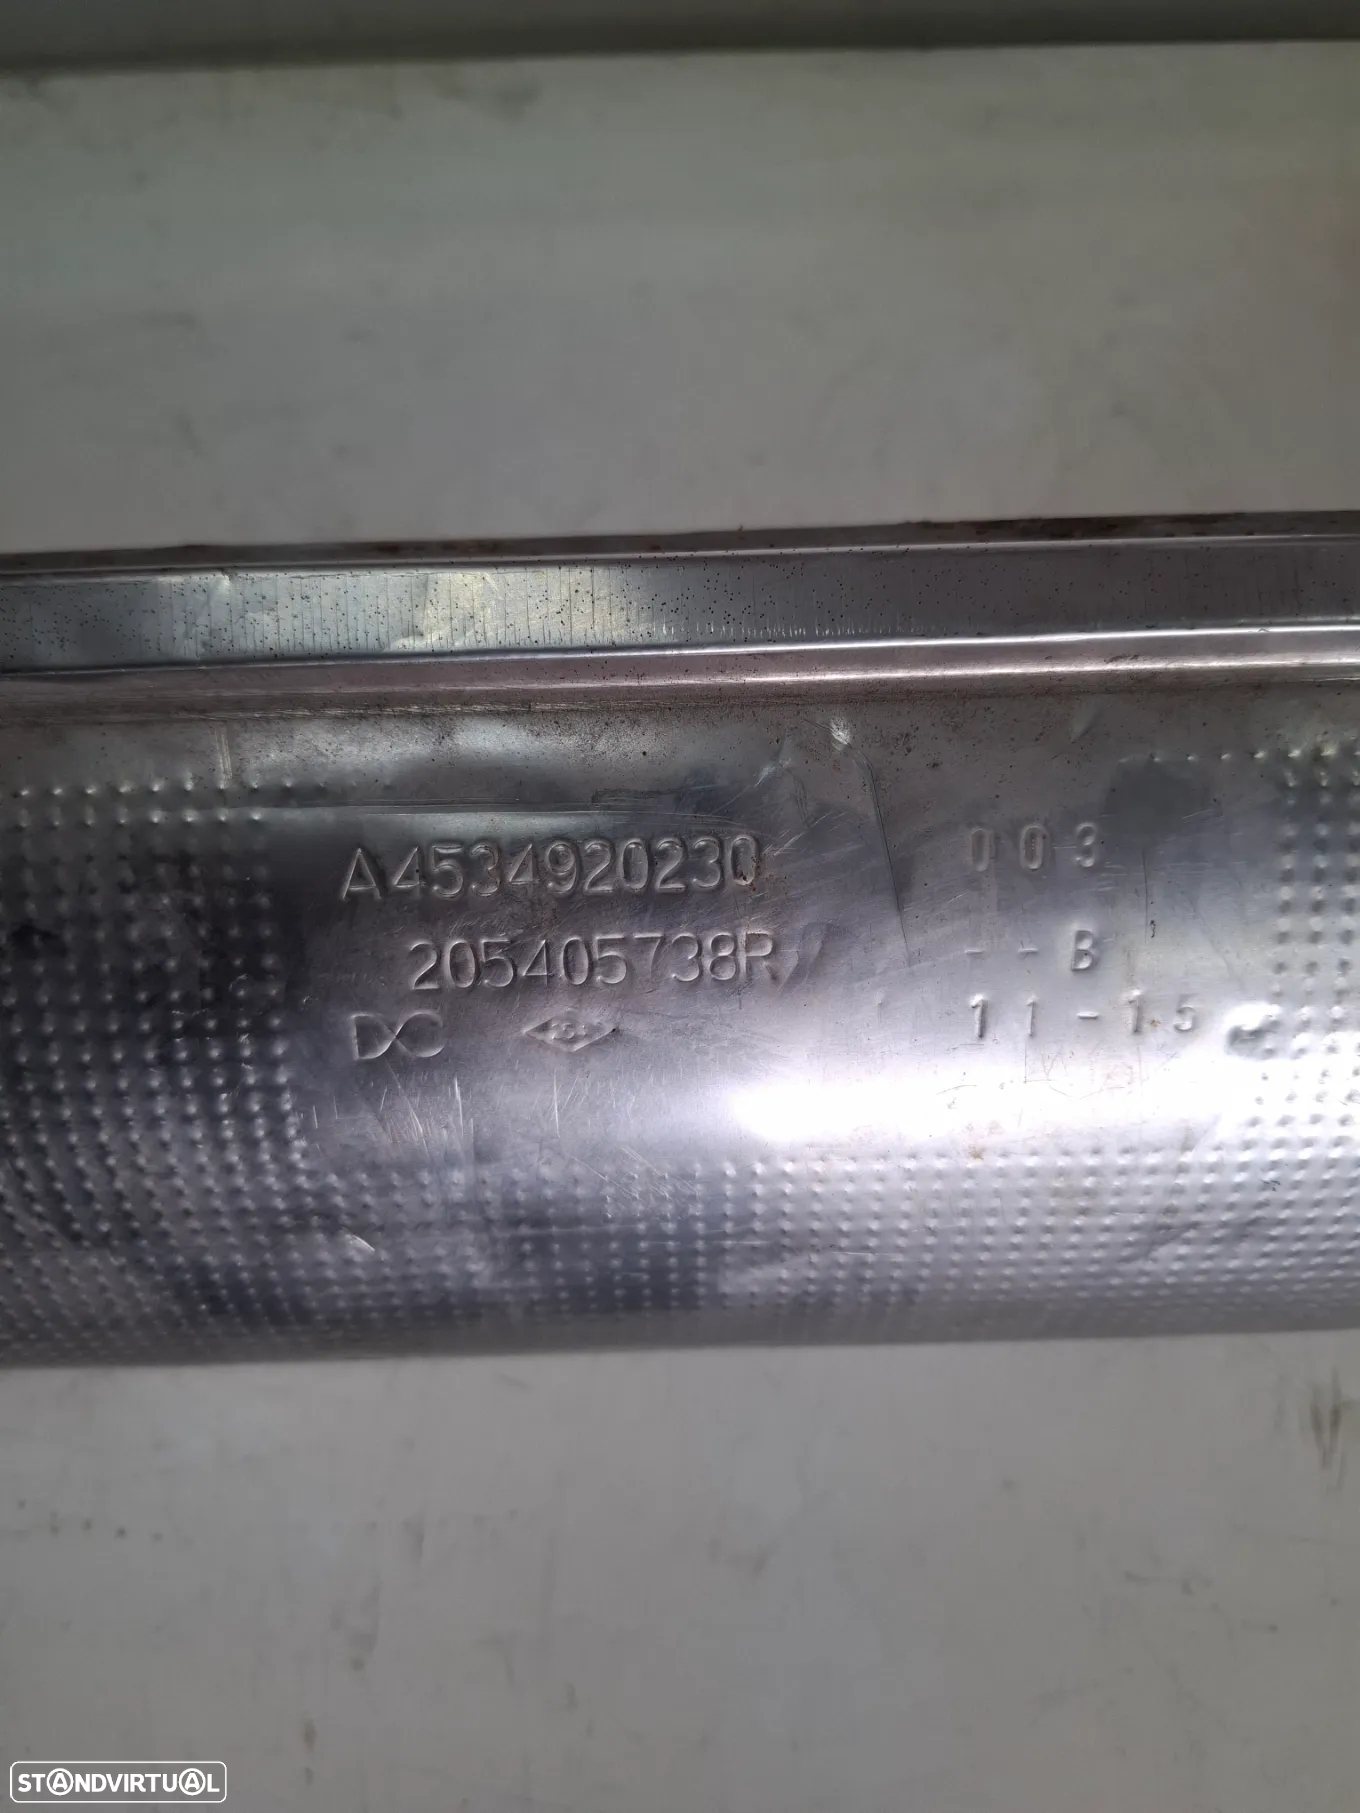 A4534920230
205405738R
003
--B
11-15
STANDVIRTUAL